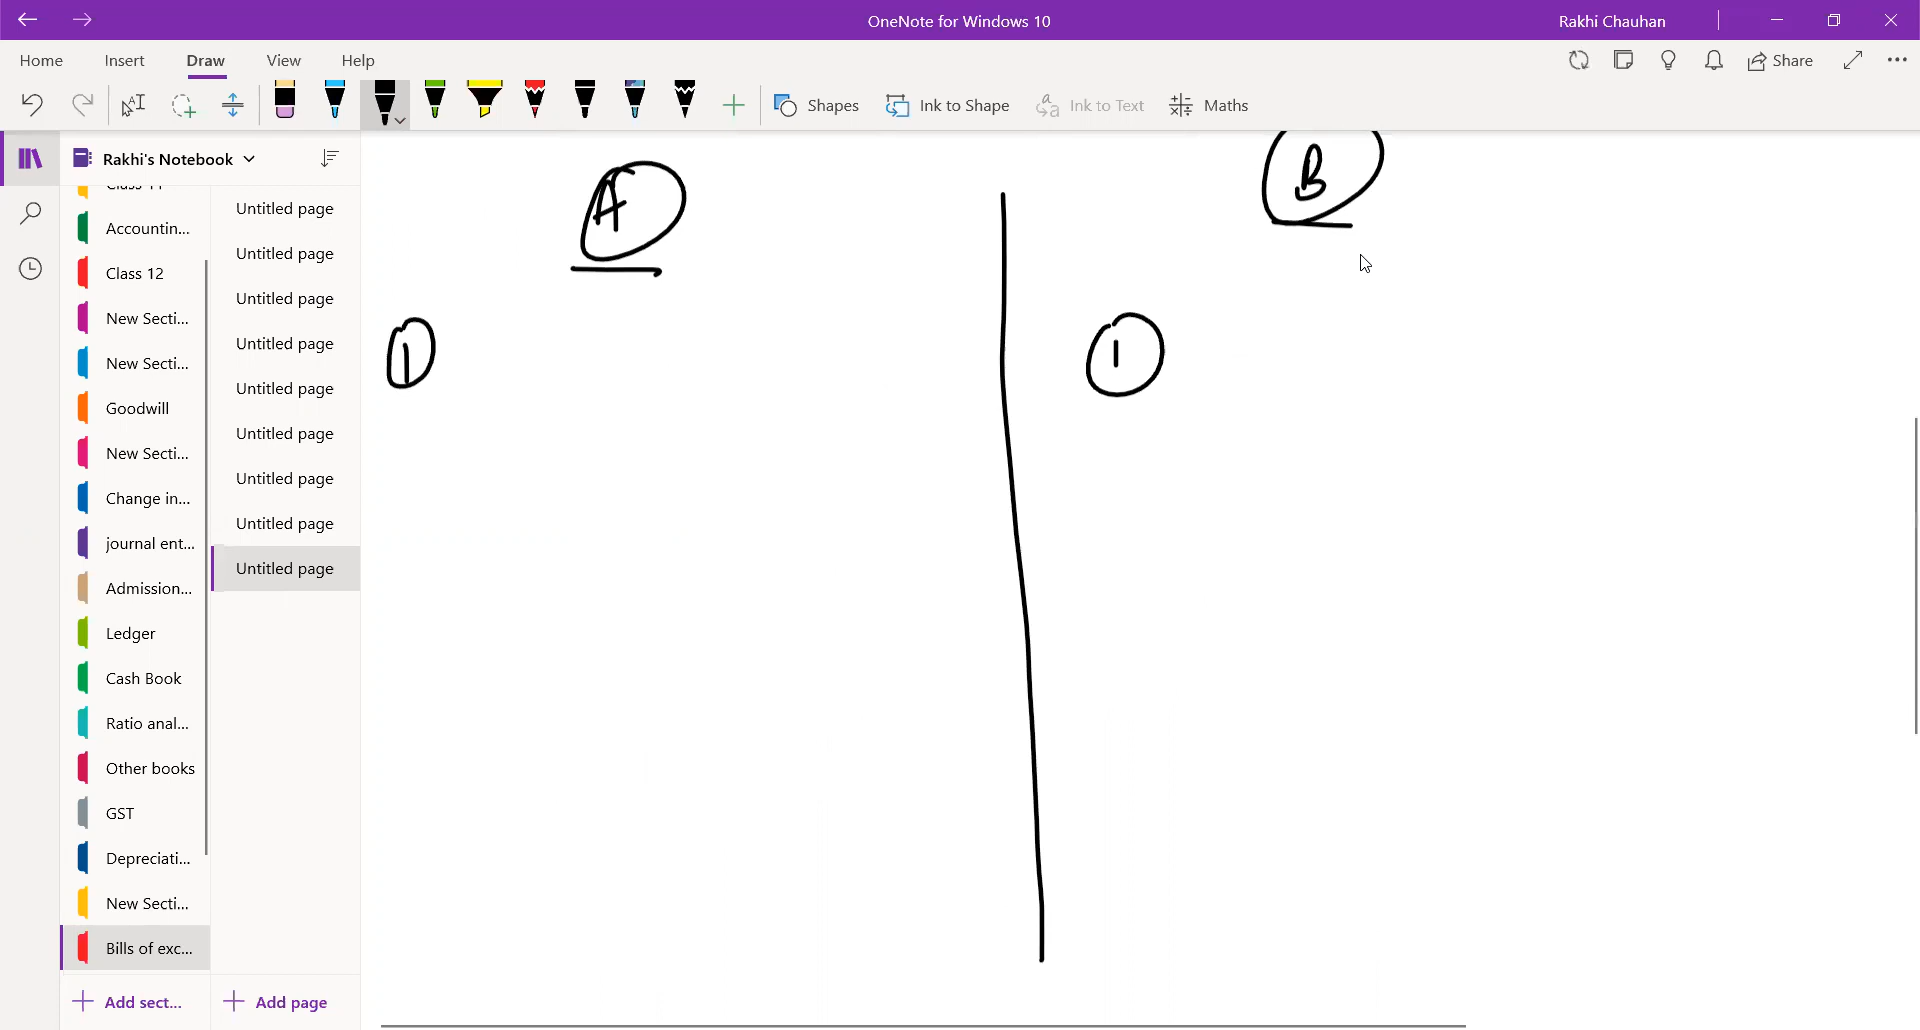 OneNote for Windows 10
Rakhi Chauhan
Home Insert Draw View Help
Share
Shapes Ink to Shape Ink to Text Maths
Rakhi's Notebook
Accountin...
Class 12
New Secti...
New Secti...
Goodwill
New Secti...
Change in...
journal ent...
Admission...
Ledger
Cash Book
Ratio anal...
Other books
GST
Depreciati...
New Secti...
Bills of exc...
Add sect...
Untitled page
Untitled page
Untitled page
Untitled page
Untitled page
Untitled page
Untitled page
Untitled page
Untitled page
Add page
A
B
1
1